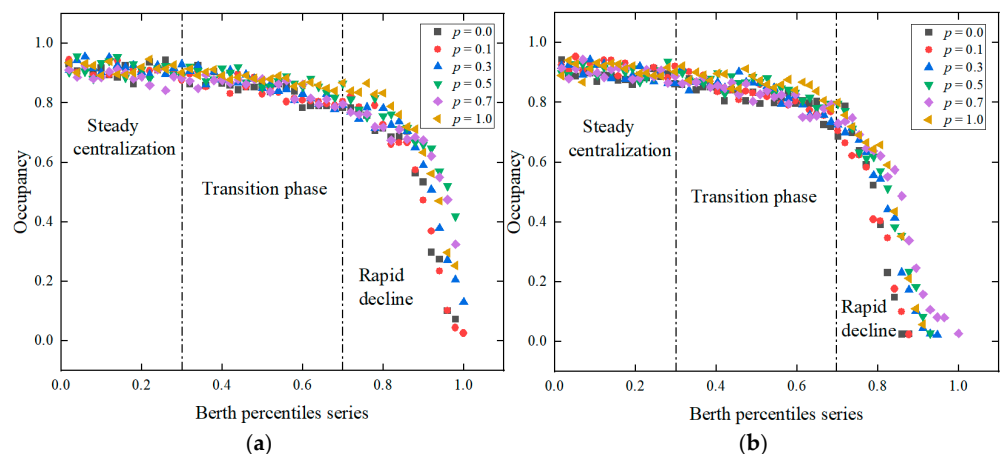 1.0
0.8
0.6
0.4
0.2
0.0
Occupancy
p = 0.0
p = 0.1
p = 0.3
p = 0.5
p = 0.7
p = 1.0
Steady
centralization
Transition phase
Rapid
decline
0.0 0.2 0.4 0.6 0.8 1.0
Berth percentiles series
(a)
1.0
0.8
0.6
0.4
0.2
0.0
Occupancy
p = 0.0
p = 0.1
p = 0.3
p = 0.5
p = 0.7
p = 1.0
Steady
centralization
Transition phase
Rapid
decline
0.0 0.2 0.4 0.6 0.8 1.0
Berth percentiles series
(b)